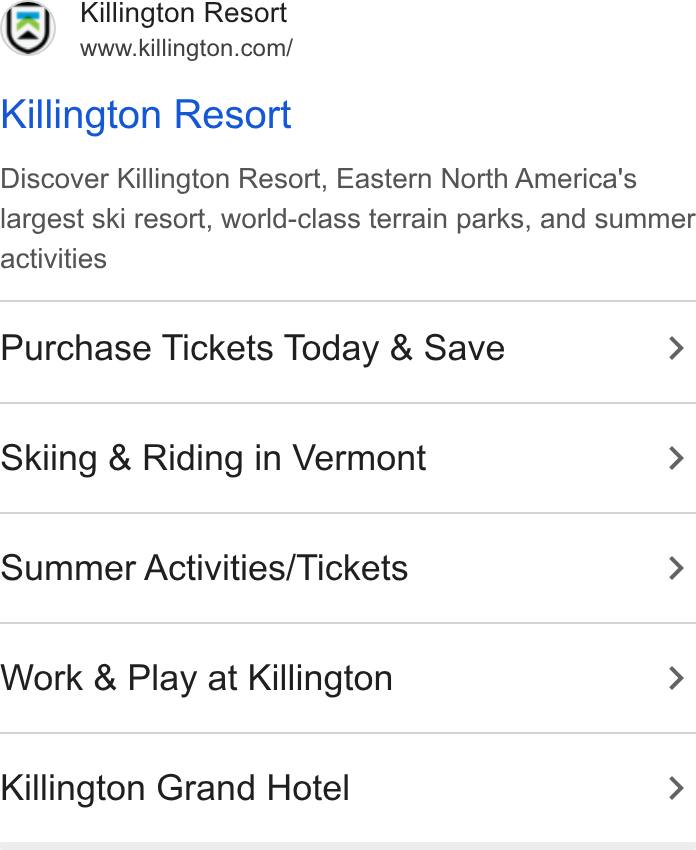 Killington Resort
www.killington.com/
Killington Resort
Discover Killington Resort, Eastern North America's
largest ski resort, world-class terrain parks, and summer
activities
Purchase Tickets Today & Save
Skiing & Riding in Vermont
Summer Activities/Tickets
Work & Play at Killington
Killington Grand Hotel